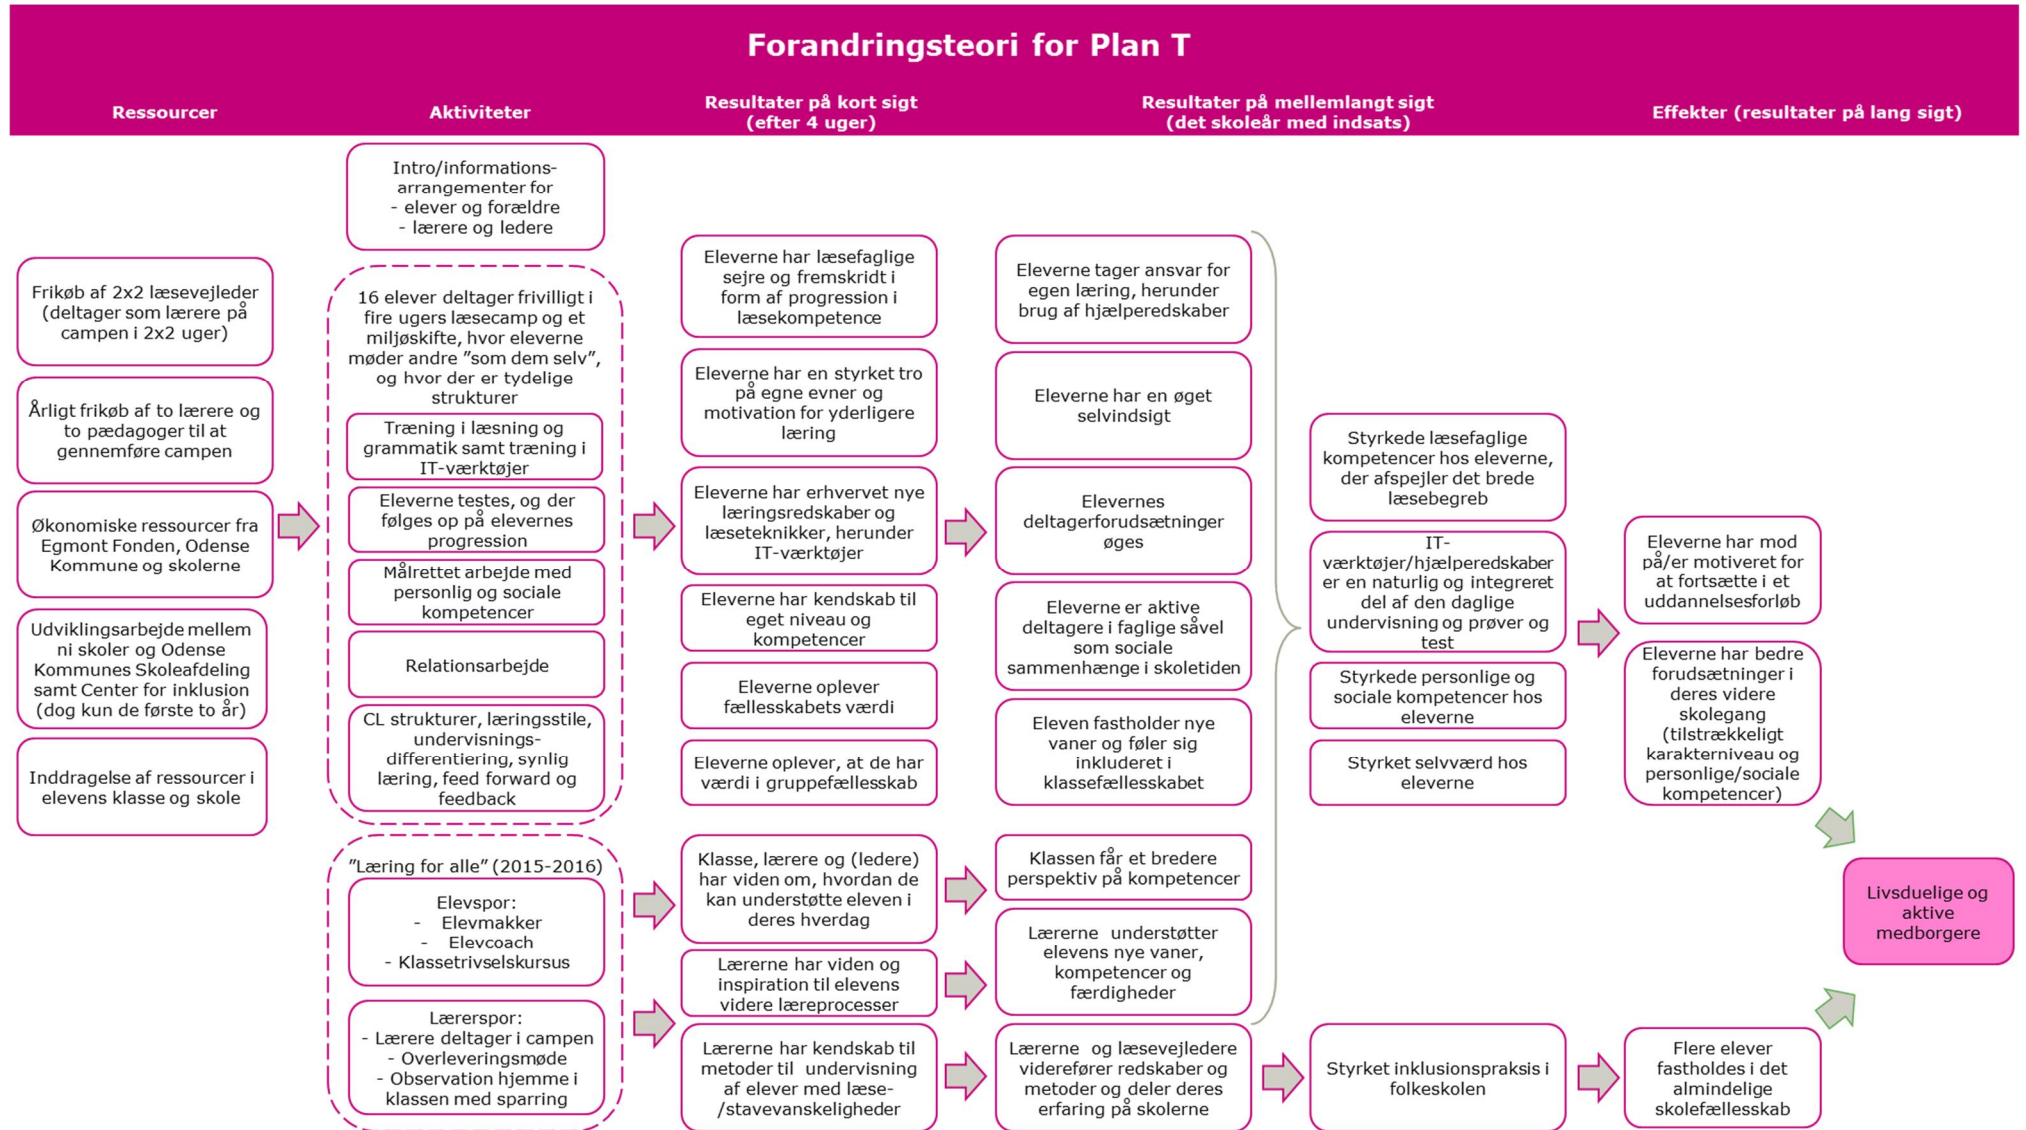 Forandringsteori for Plan T
Ressourcer
Aktiviteter
Resultater på kort sigt
(efter 4 uger)
Resultater på mellemlangt sigt
(det skoleår med indsats)
Effekter (resultater på lang sigt)
Frikøb af 2x2 læsevejleder
(deltager som lærere på
campen i 2x2 uger)
Årligt frikøb af to lærere og
to pædagoger til at
gennemføre campen
Økonomiske ressourcer fra
Egmont Fonden, Odense
Kommune og skolerne
Udviklingsarbejde mellem
ni skoler og Odense
Kommunes Skoleafdeling
samt Center for inklusion
(dog kun de første to år)
Inddragelse af ressourcer i
elevens klasse og skole
Intro/informations-
arrangementer for
- elever og forældre
- lærere og ledere
16 elever deltager frivilligt i
fire ugers læsecamp og et
miljøskifte, hvor eleverne
møder andre ”som dem selv”,
og hvor der er tydelige
strukturer
Træning i læsning og
grammatik samt træning i
IT-værktøjer
Eleverne testes, og der
følges op på elevernes
progression
Målrettet arbejde med
personlig og sociale
kompetencer
Relationsarbejde
CL strukturer, læringsstile,
undervisnings-
differentiering, synlig
læring, feed forward og
feedback
”Læring for alle” (2015-2016)
Elevspor:
- Elevmakker
- Elevcoach
- Klassetrivselskursus
Lærerspor:
- Lærere deltager i campen
- Overleveringsmøde
- Observation hjemme i
klassen med sparring
Eleverne har læsefaglige
sejre og fremskridt i
form af progression i
læsekompetence
Eleverne har en styrket tro
på egne evner og
motivation for yderligere
læring
Eleverne har erhvervet nye
læringsredskaber og
læseteknikker, herunder
IT-værktøjer
Eleverne har kendskab til
eget niveau og
kompetencer
Eleverne oplever
fællesskabets værdi
Eleverne oplever, at de har
værdi i gruppefællesskab
Klasse, lærere og (ledere)
har viden om, hvordan de
kan understøtte eleven i
deres hverdag
Lærerne har viden og
inspiration til elevens
videre læreprocesser
Lærerne har kendskab til
metoder til undervisning
af elever med læse-
/stavevanskeligheder
Eleverne tager ansvar for
egen læring, herunder
brug af hjælperedskaber
Eleverne har en øget
selvindsigt
Elevernes
deltagerforudsætninger
øges
Eleverne er aktive
deltagere i faglige såvel
som sociale
sammenhænge i skoletiden
Eleven fastholder nye
vaner og føler sig
inkluderet i
klassefællesskabet
Klassen får et bredere
perspektiv på kompetencer
Lærerne understøtter
elevens nye vaner,
kompetencer og
færdigheder
Lærerne og læsevejledere
viderefører redskaber og
metoder og deler deres
erfaring på skolerne
Styrkede læsefaglige
kompetencer hos eleverne,
der afspejler det brede
læsebegreb
IT-
værktøjer/hjælperedskaber
er en naturlig og integreret
del af den daglige
undervisning og prøver og
test
Styrkede personlige og
sociale kompetencer hos
eleverne
Styrket selvværd hos
eleverne
Styrket inklusionspraksis i
folkeskolen
Eleverne har mod
på/er motiveret for
at fortsætte i et
uddannelsesforløb
Eleverne har bedre
forudsætninger i
deres videre
skolegang
(tilstrækkeligt
karakterniveau og
personlige/sociale
kompetencer)
Flere elever
fastholdes i det
almindelige
skolefællesskab
Livsduelige og
aktive
medborgere